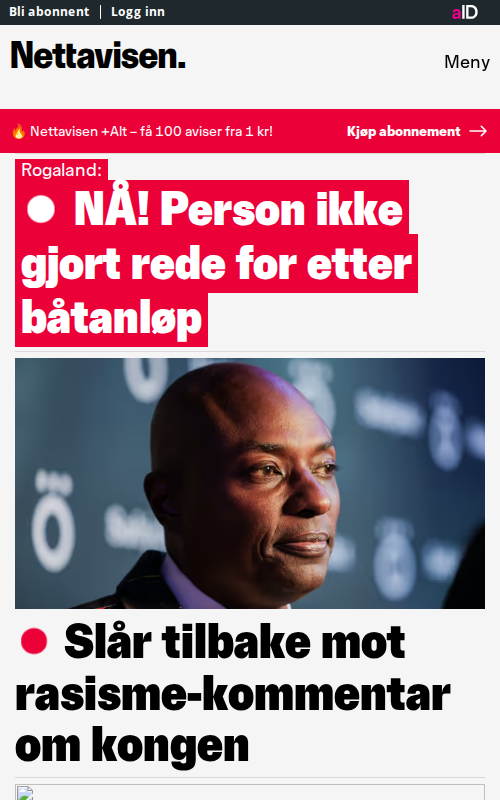 Bli abonnent | Logg inn
aID
Nettavisen.
Meny
🔥 Nettavisen +Alt – få 100 aviser fra 1 kr!
Kjøp abonnement →
Rogaland:
NÅ! Person ikke
gjort rede for etter
båtanløp
Slår tilbake mot
rasisme-kommentar
om kongen